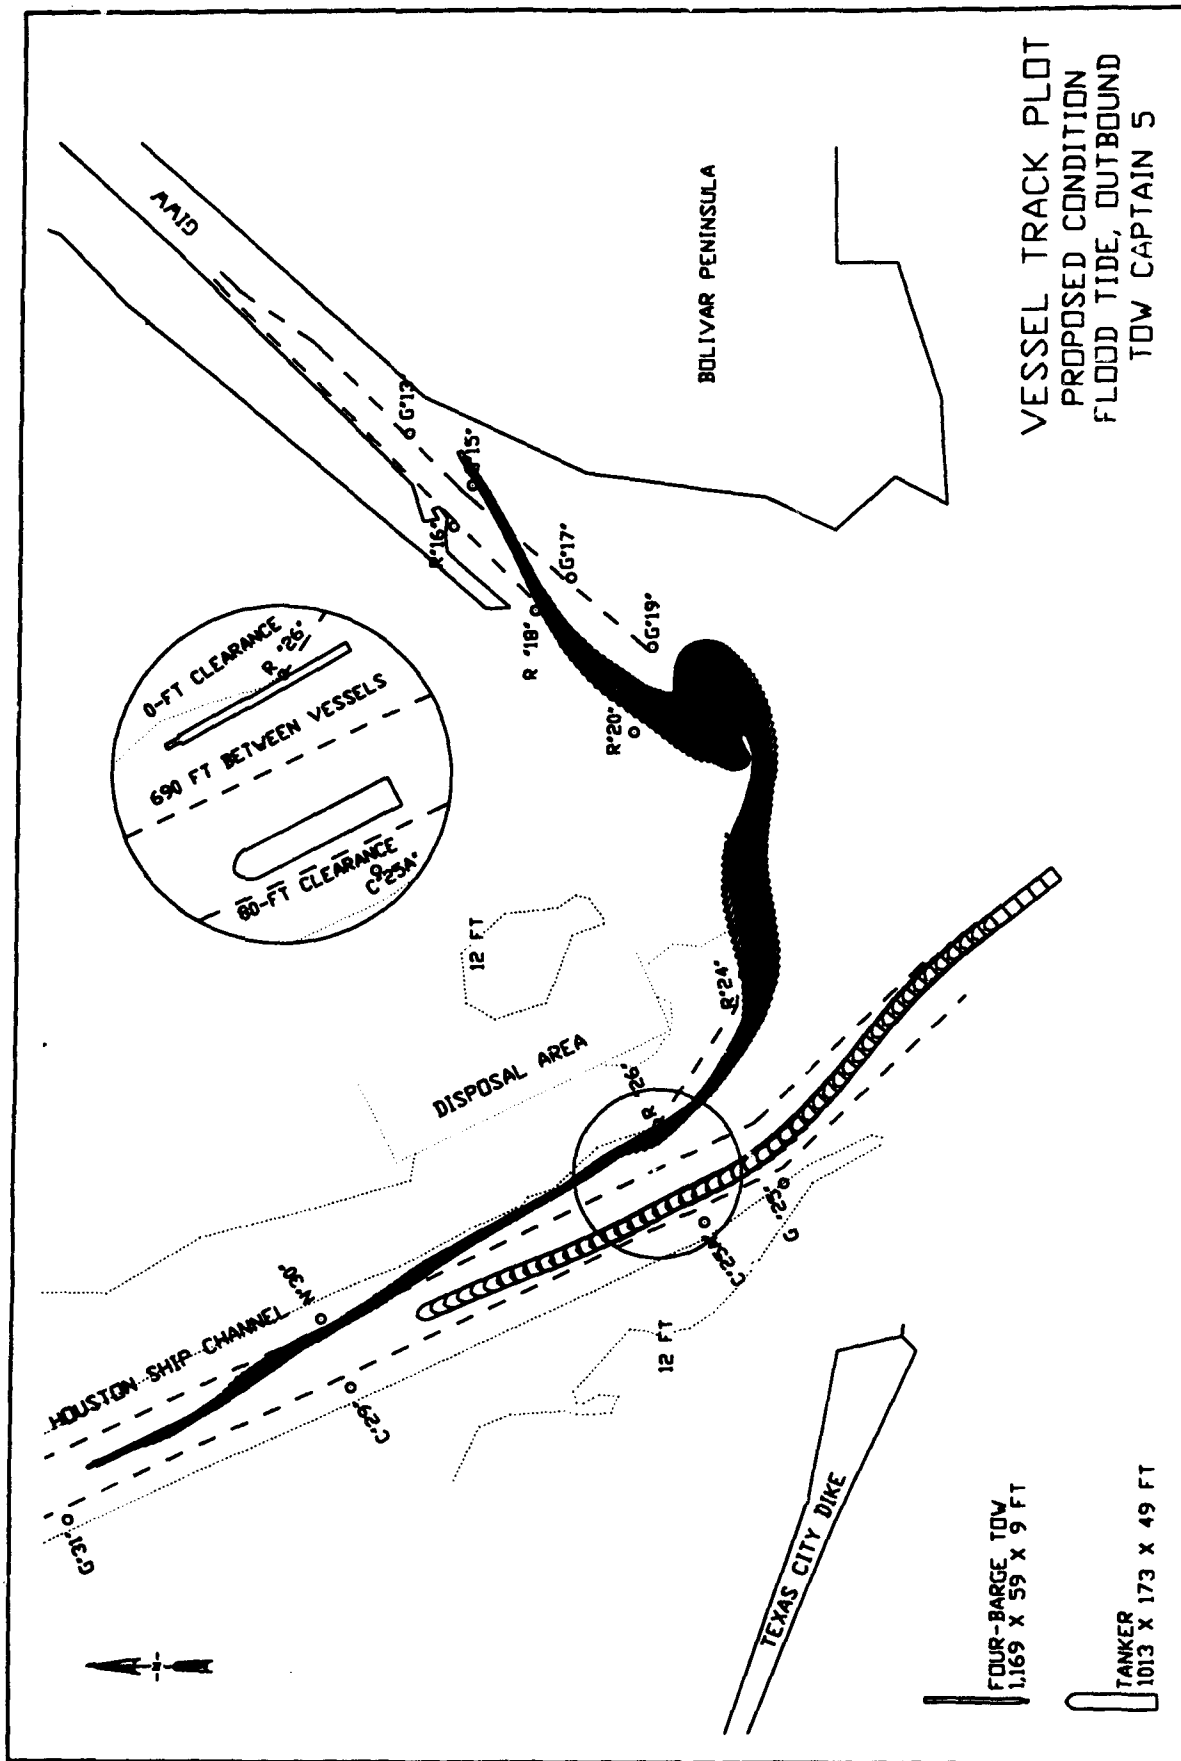 VESSEL TRACK PLOT
PROPOSED CONDITION
FLOOD TIDE, OUTBOUND
TOW CAPTAIN 5
GIWW
BOLIVAR PENINSULA
G"13"
G"15"
R"16"
G"17"
R "18"
G"19"
R"20"
0-FT CLEARANCE
R "26"
690 FT BETWEEN VESSELS
80-FT CLEARANCE
C"25A"
12 FT
DISPOSAL AREA
R"24"
R "26"
HOUSTON SHIP CHANNEL
N"30"
C"29"
G"31"
C"25A"
G "25"
12 FT
TEXAS CITY DIKE
N
FOUR-BARGE TOW
1,169 X 59 X 9 FT
TANKER
1013 X 173 X 49 FT